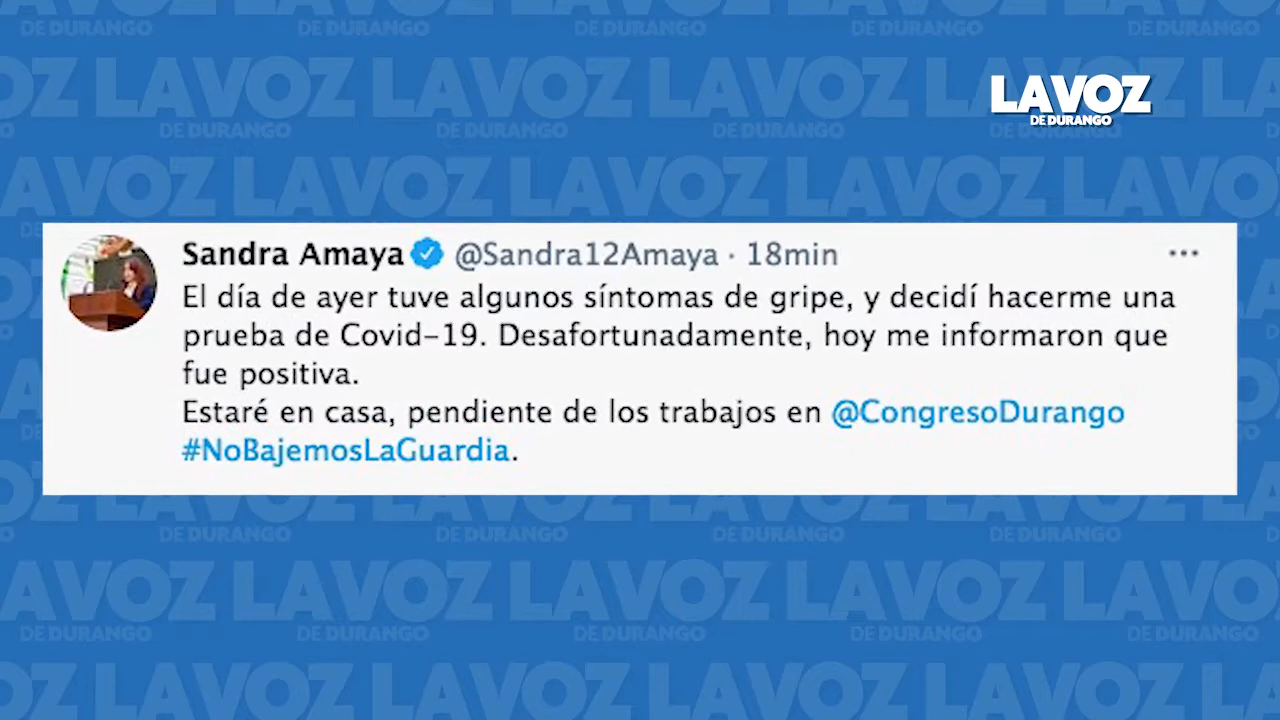 LA VOZ
DE DURANGO
Sandra Amaya @Sandra12Amaya · 18min
El día de ayer tuve algunos síntomas de gripe, y decidí hacerme una
prueba de Covid-19. Desafortunadamente, hoy me informaron que
fue positiva.
Estaré en casa, pendiente de los trabajos en @CongresoDurango
#NoBajemosLaGuardia.